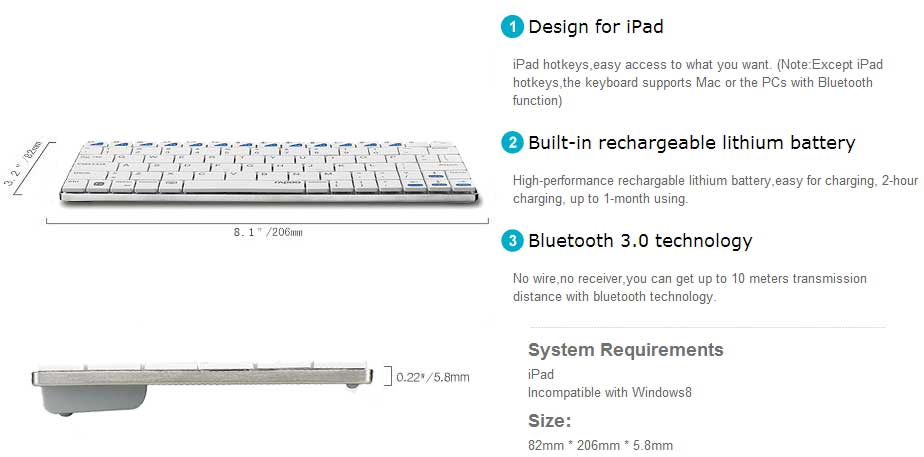 1 Design for iPad
iPad hotkeys,easy access to what you want. (Note:Except iPad
hotkeys,the keyboard supports Mac or the PCs with Bluetooth
function)
2 Built-in rechargeable lithium battery
High-performance rechargable lithium battery,easy for charging, 2-hour
charging, up to 1-month using.
3 Bluetooth 3.0 technology
No wire,no receiver,you can get up to 10 meters transmission
distance with bluetooth technology.
System Requirements
iPad
Incompatible with Windows8
Size:
82mm * 206mm * 5.8mm
3.2"/82mm
8.1"/206mm
0.22"/5.8mm
rapoo